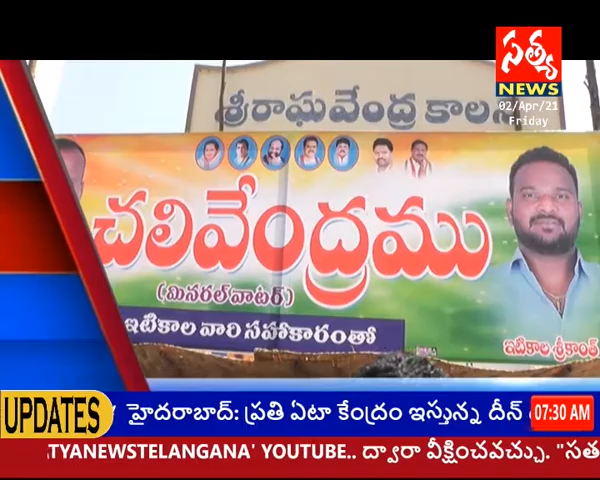 సత్య
NEWS
02/Apr/21
Friday
శ్రీరాఘవేంద్ర కాలనీ
చలివేంద్రము
(మినరల్ వాటర్)
ఇటికాల వారి సహకారంతో
ఇటికాల శ్రీకాంత్
UPDATES
హైదరాబాద్: ప్రతి ఏటా కేంద్రం ఇస్తున్న దీన్
07:30 AM
TYANEWSTELANGANA' YOUTUBE.. ద్వారా వీక్షించవచ్చు. "సత